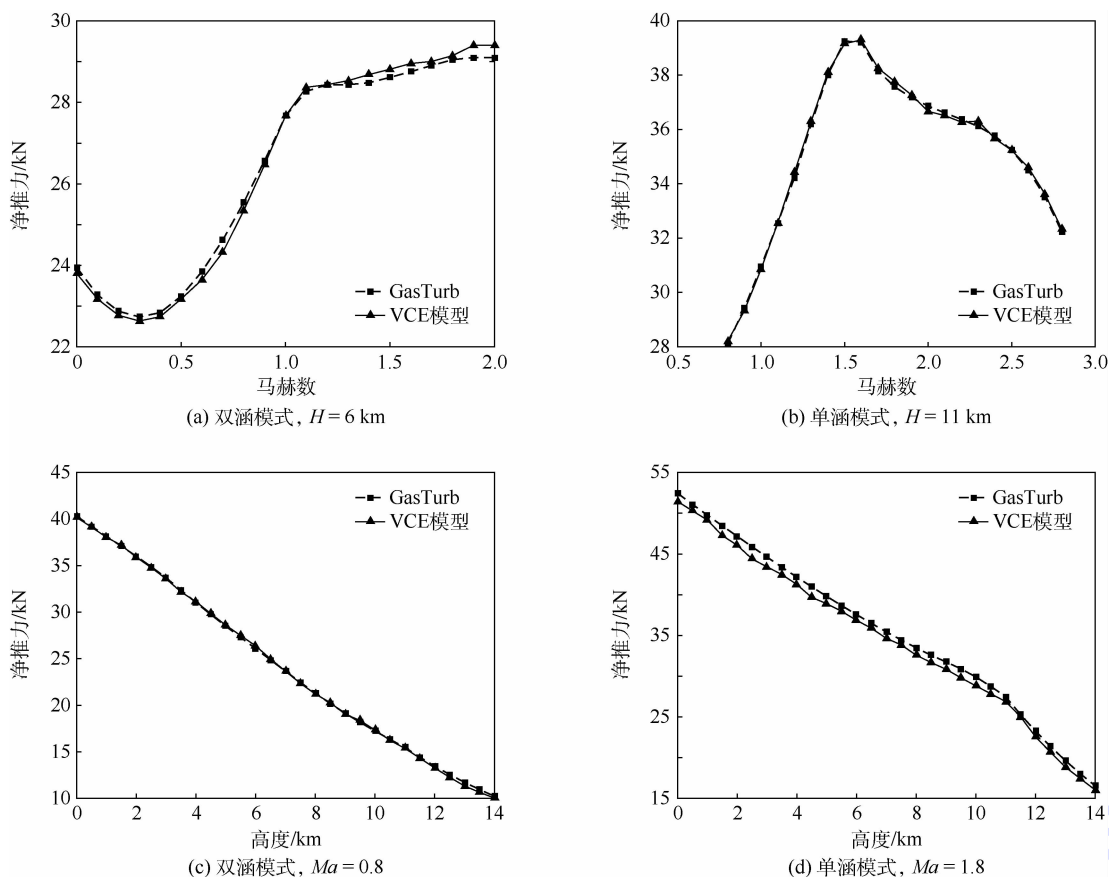 净推力/kN
30
28
26
24
22
0
0.5
1.0
1.5
2.0
GasTurb
VCE模型
马赫数
(a) 双涵模式, H = 6 km
净推力/kN
40
38
36
34
32
30
28
0.5
1.0
1.5
2.0
2.5
3.0
GasTurb
VCE模型
马赫数
(b) 单涵模式, H = 11 km
净推力/kN
45
40
35
30
25
20
15
10
0
2
4
6
8
10
12
14
GasTurb
VCE模型
高度/km
(c) 双涵模式, Ma = 0.8
净推力/kN
55
45
35
25
15
0
2
4
6
8
10
12
14
GasTurb
VCE模型
高度/km
(d) 单涵模式, Ma = 1.8